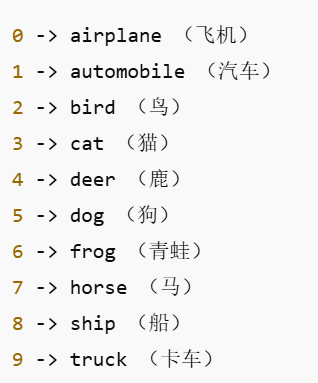 0 -> airplane （飞机）
1 -> automobile （汽车）
2 -> bird （鸟）
3 -> cat （猫）
4 -> deer （鹿）
5 -> dog （狗）
6 -> frog （青蛙）
7 -> horse （马）
8 -> ship （船）
9 -> truck （卡车）